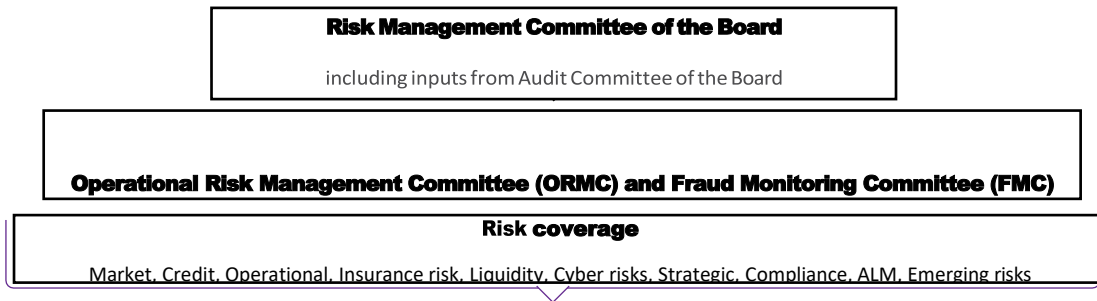 Risk Management Committee of the Board
including inputs from Audit Committee of the Board
Operational Risk Management Committee (ORMC) and Fraud Monitoring Committee (FMC)
Risk coverage
Market, Credit, Operational, Insurance risk, Liquidity, Cyber risks, Strategic, Compliance, ALM, Emerging risks